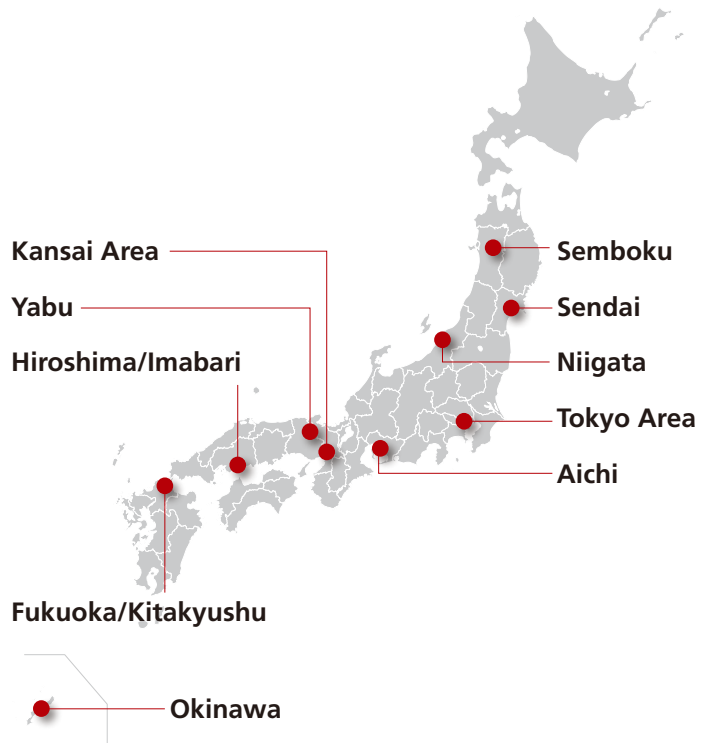 Kansai Area
Yabu
Hiroshima/Imabari
Semboku
Sendai
Niigata
Tokyo Area
Aichi
Fukuoka/Kitakyushu
Okinawa